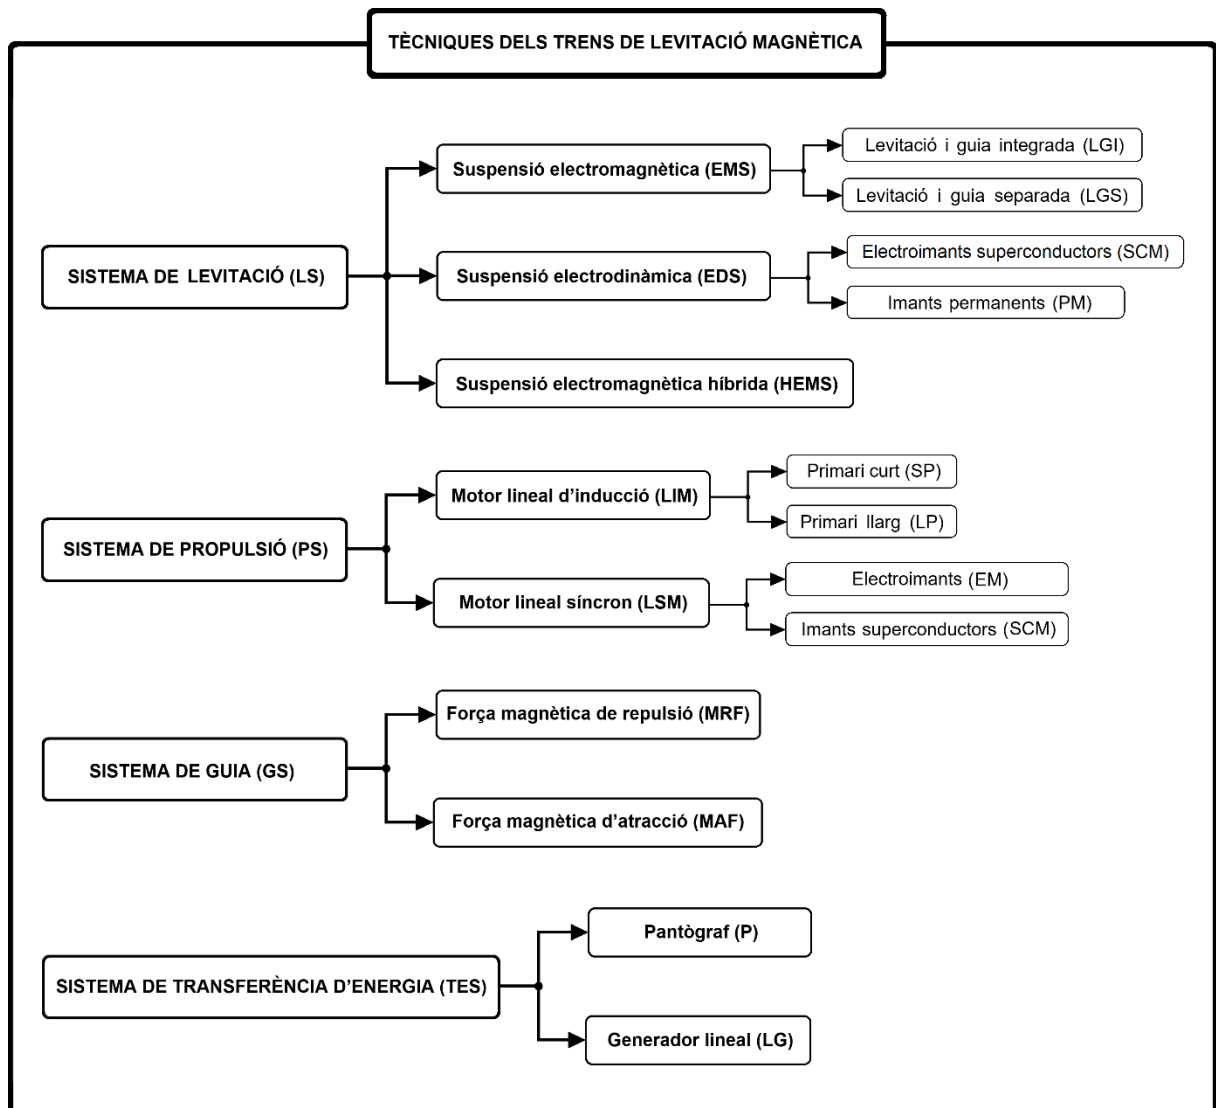 TÈCNIQUES DELS TRENS DE LEVITACIÓ MAGNÈTICA
SISTEMA DE LEVITACIÓ (LS)
Suspensió electromagnètica (EMS)
Levitació i guia integrada (LGI)
Levitació i guia separada (LGS)
Suspensió electrodinàmica (EDS)
Electroimants superconductors (SCM)
Imants permanents (PM)
Suspensió electromagnètica híbrida (HEMS)
SISTEMA DE PROPULSIÓ (PS)
Motor lineal d’inducció (LIM)
Primari curt (SP)
Primari llarg (LP)
Motor lineal síncron (LSM)
Electroimants (EM)
Imants superconductors (SCM)
SISTEMA DE GUIA (GS)
Força magnètica de repulsió (MRF)
Força magnètica d’atracció (MAF)
SISTEMA DE TRANSFERÈNCIA D’ENERGIA (TES)
Pantògraf (P)
Generador lineal (LG)